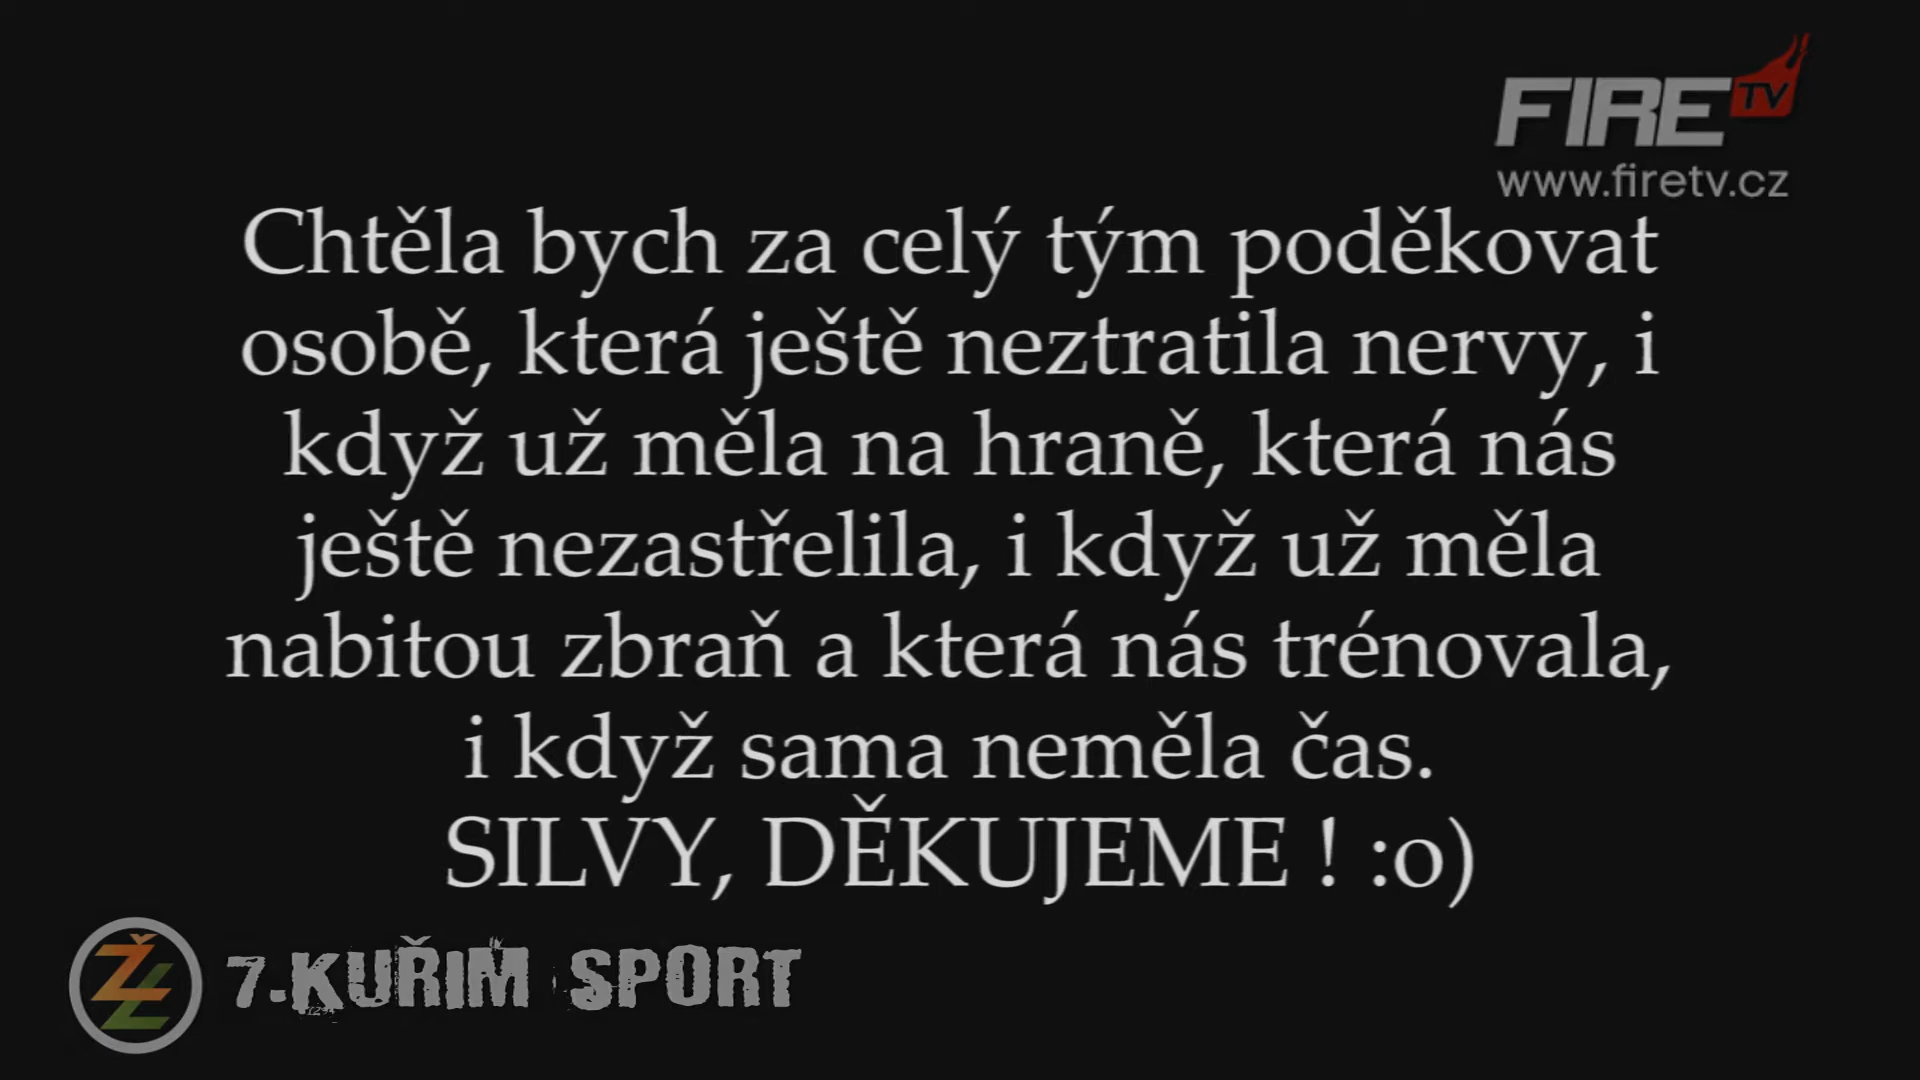 FIRE TV
www.firetv.cz
Chtěla bych za celý tým poděkovat
osobě, která ještě neztratila nervy, i
když už měla na hraně, která nás
ještě nezastřelila, i když už měla
nabitou zbraň a která nás trénovala,
i když sama neměla čas.
SILVY, DĚKUJEME ! :o)
7.KUŘIM SPORT